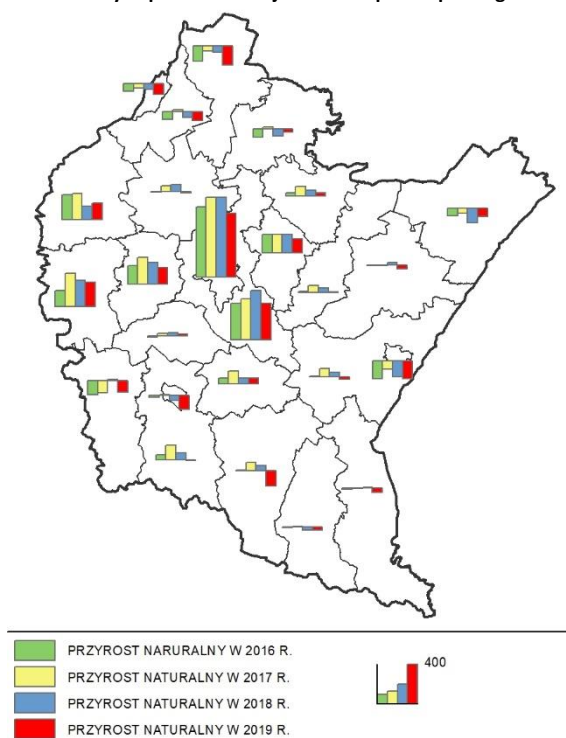 PRZYROST NARURALNY W 2016 R.
PRZYROST NATURALNY W 2017 R.
PRZYROST NATURALNY W 2018 R.
PRZYROST NATURALNY W 2019 R.
400